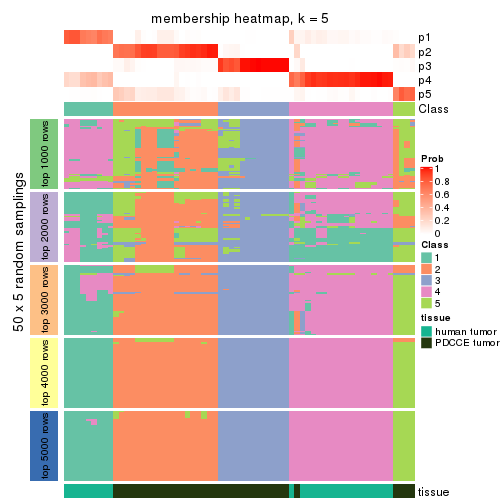 membership heatmap, k = 5
p1
p2
p3
p4
p5
Class
50 x 5 random samplings
top 1000 rows
top 2000 rows
top 3000 rows
top 4000 rows
top 5000 rows
Prob
1
0.8
0.6
0.4
0.2
0
Class
1
2
3
4
5
tissue
human tumor
PDCCE tumor
tissue